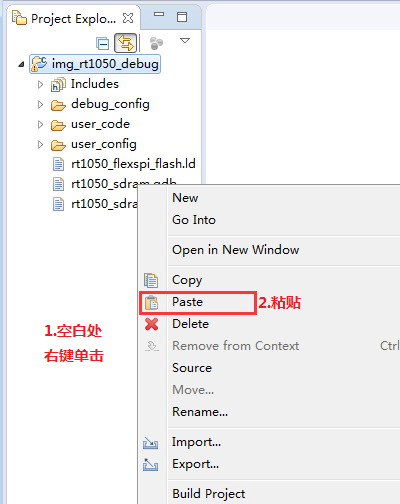 Project Explo...
img_rt1050_debug
Includes
debug_config
user_code
user_config
rt1050_flexspi_flash.ld
rt1050_sdram.gdb
rt1050_sdra
New
Go Into
Open in New Window
Copy
Paste
2.粘贴
Delete
1.空白处
右键单击
Remove from Context
Ctrl
Source
Move...
Rename...
Import...
Export...
Build Project